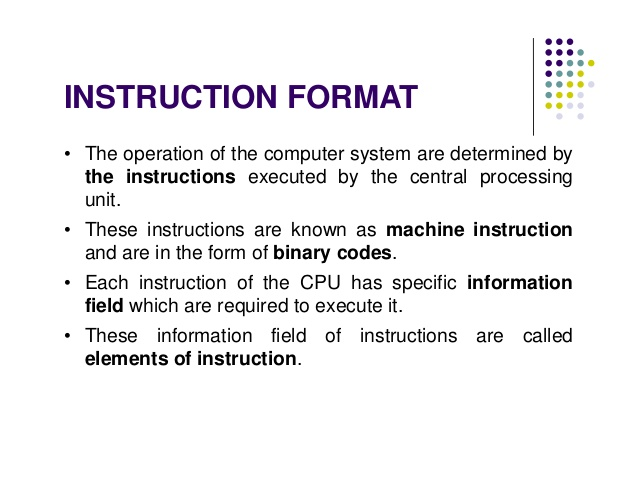 INSTRUCTION FORMAT
• The operation of the computer system are determined by
the instructions executed by the central processing
unit.
• These instructions are known as machine instruction
and are in the form of binary codes.
• Each instruction of the CPU has specific information
field which are required to execute it.
• These information field of instructions are called
elements of instruction.